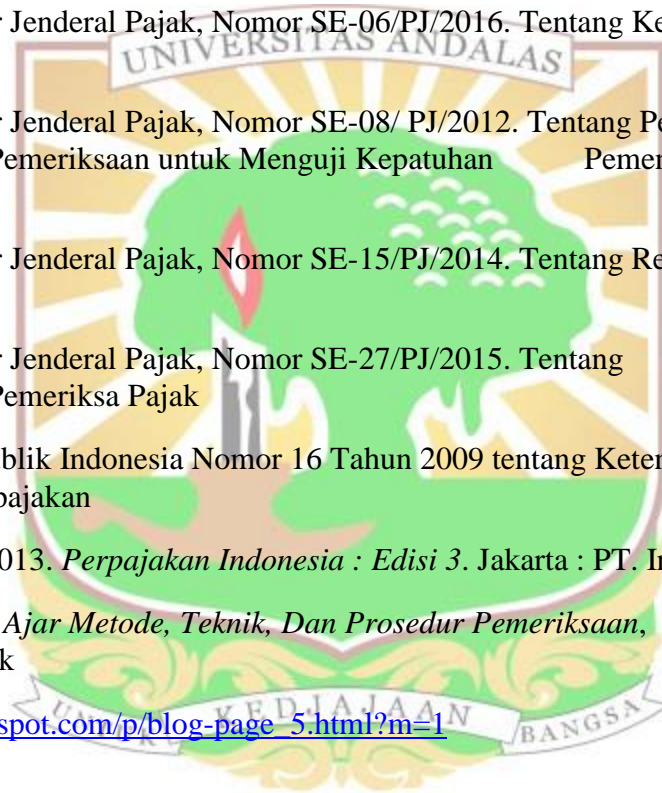 r Jenderal Pajak, Nomor SE-06/PJ/2016. Tentang Ke
UNIVERSITAS ANDALAS
r Jenderal Pajak, Nomor SE-08/ PJ/2012. Tentang Pe
Pemeriksaan untuk Menguji Kepatuhan Pemer
r Jenderal Pajak, Nomor SE-15/PJ/2014. Tentang Re
r Jenderal Pajak, Nomor SE-27/PJ/2015. Tentang
Pemeriksa Pajak
blik Indonesia Nomor 16 Tahun 2009 tentang Keten
pajakan
013. Perpajakan Indonesia : Edisi 3. Jakarta : PT. In
Ajar Metode, Teknik, Dan Prosedur Pemeriksaan,
k
spot.com/p/blog-page_5.html?m=1
KEDJAJAAN
BANGSA